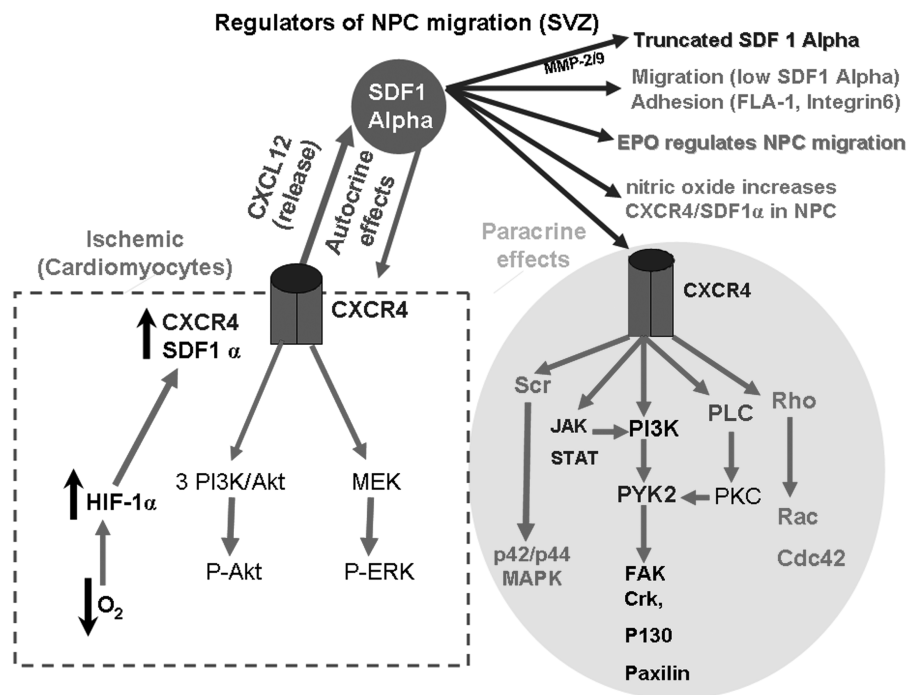 Regulators of NPC migration (SVZ)
SDF1
Alpha
MMP-2/9
Truncated SDF 1 Alpha
Migration (low SDF1 Alpha)
Adhesion (FLA-1, Integrin6)
EPO regulates NPC migration
nitric oxide increases
CXCR4/SDF1α in NPC
CXCL12
(release)
Autocrine
effects
Paracrine
effects
Ischemic
(Cardiomyocytes)
CXCR4
SDF1 α
HIF-1α
O2
CXCR4
3 PI3K/Akt
MEK
P-Akt
P-ERK
CXCR4
Scr
JAK
STAT
PI3K
PLC
Rho
PYK2
PKC
Rac
Cdc42
p42/p44
MAPK
FAK
Crk,
P130
Paxilin